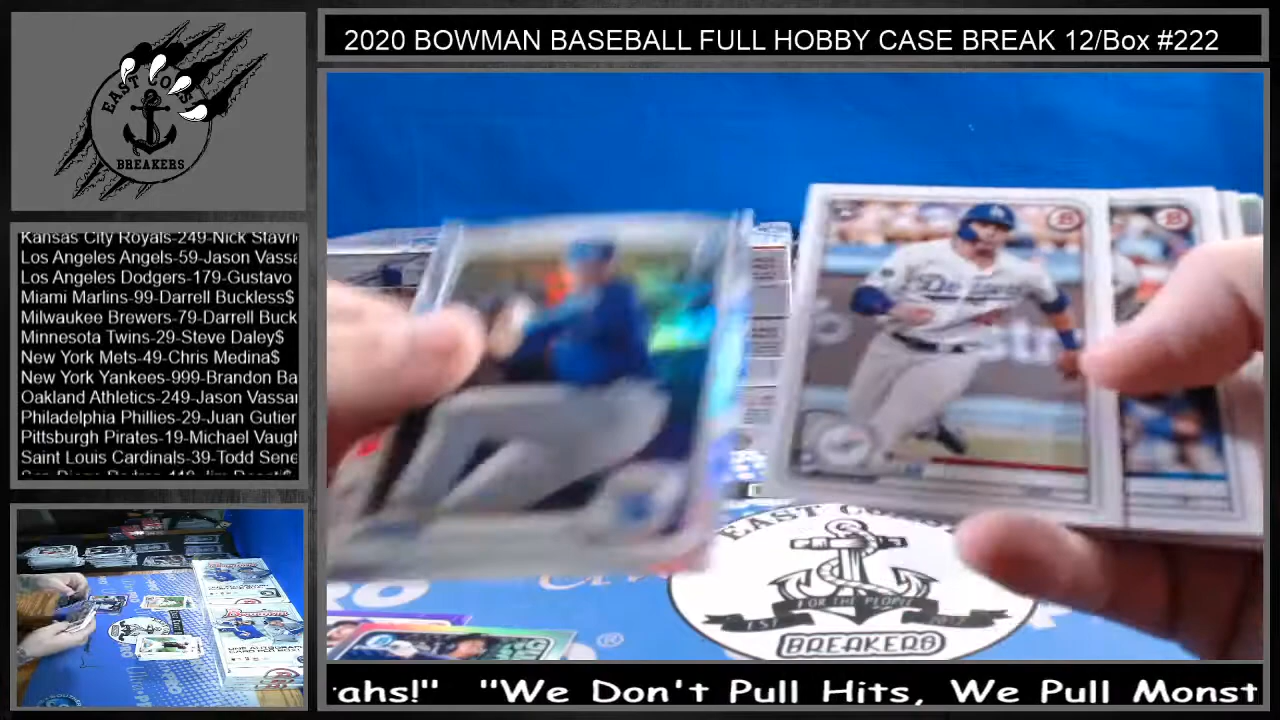 2020 BOWMAN BASEBALL FULL HOBBY CASE BREAK 12/Box #222
EAST COAST
BREAKERS
Kansas City Royals-249-Nick Stavri
Los Angeles Angels-59-Jason Vassa
Los Angeles Dodgers-179-Gustavo
Miami Marlins-99-Darrell Buckless$
Milwaukee Brewers-79-Darrell Buck
Minnesota Twins-29-Steve Daley$
New York Mets-49-Chris Medina$
New York Yankees-999-Brandon Ba
Oakland Athletics-249-Jason Vassar
Philadelphia Phillies-29-Juan Gutier
Pittsburgh Pirates-19-Michael Vaugh
Saint Louis Cardinals-39-Todd Sene
Dodgers
EAST
FOR THE PEOPLE
EST
BREAKERS
ahs!" "We Don't Pull Hits, We Pull Monst